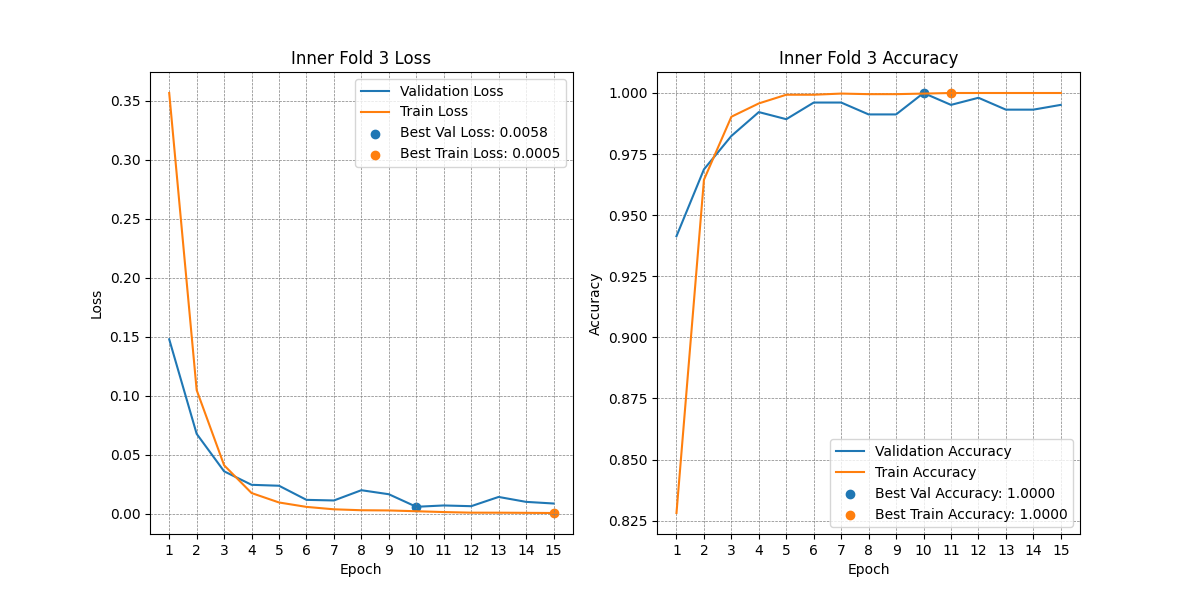 Inner Fold 3 Loss
Validation Loss
Train Loss
Best Val Loss: 0.0058
Best Train Loss: 0.0005
0.35
0.30
0.25
0.20
0.15
0.10
0.05
0.00
Loss
1 2 3 4 5 6 7 8 9 10 11 12 13 14 15
Epoch
Inner Fold 3 Accuracy
1.000
0.975
0.950
0.925
0.900
0.875
0.850
0.825
Accuracy
Validation Accuracy
Train Accuracy
Best Val Accuracy: 1.0000
Best Train Accuracy: 1.0000
1 2 3 4 5 6 7 8 9 10 11 12 13 14 15
Epoch